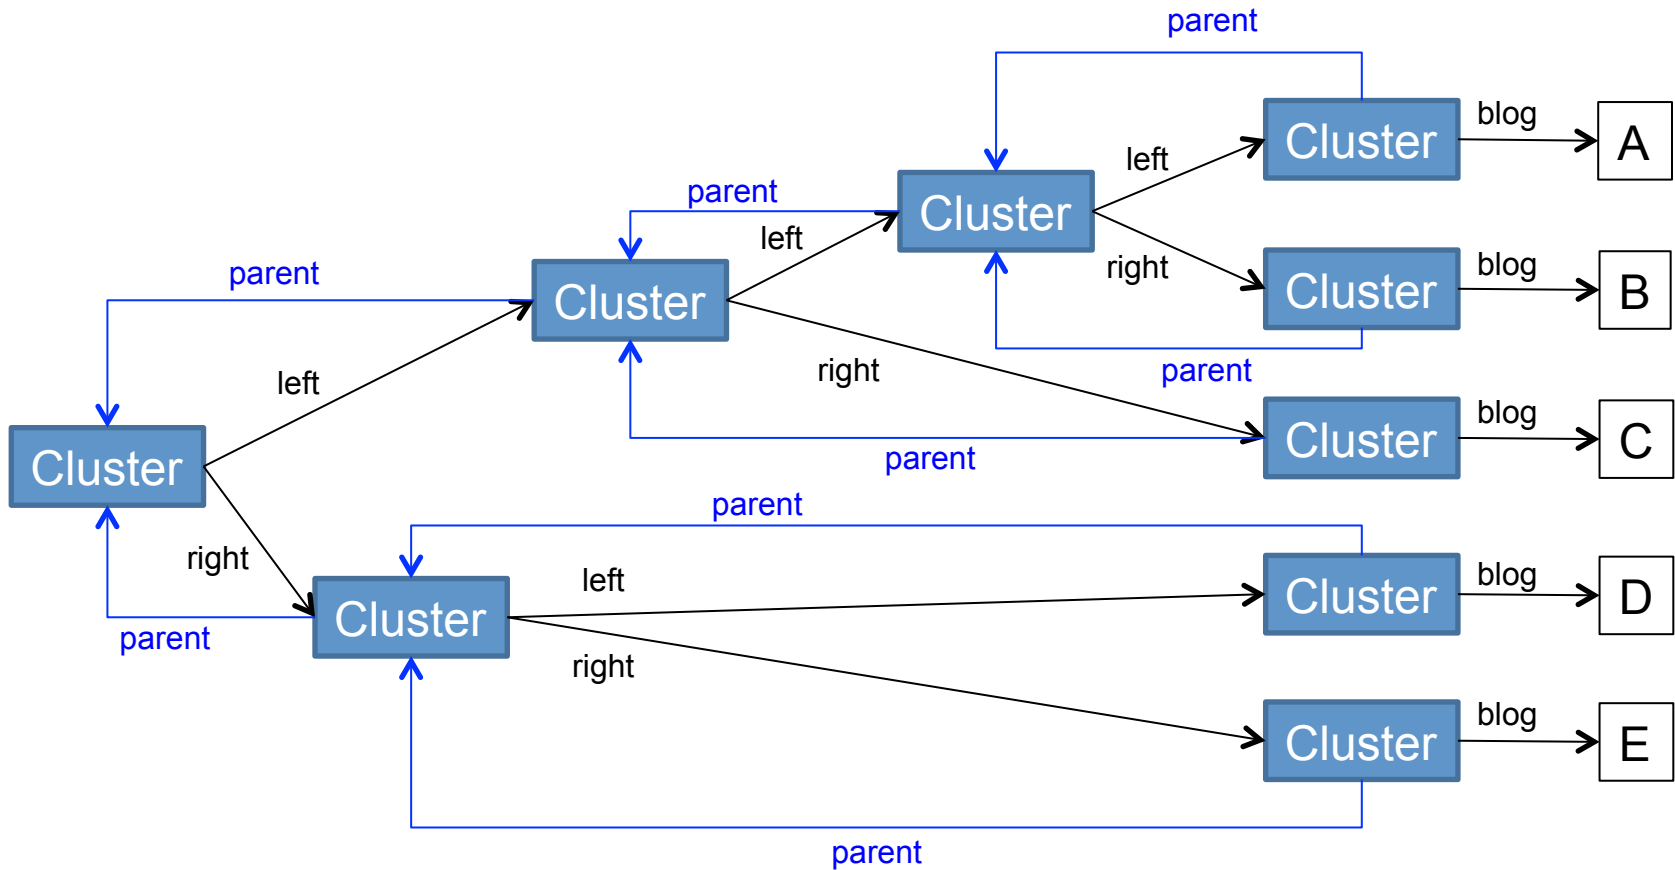 parent
Cluster
blog
A
left
parent
Cluster
left
right
Cluster
blog
B
parent
Cluster
left
right
parent
Cluster
blog
C
parent
Cluster
right
parent
left
Cluster
blog
D
parent
Cluster
right
Cluster
blog
E
parent